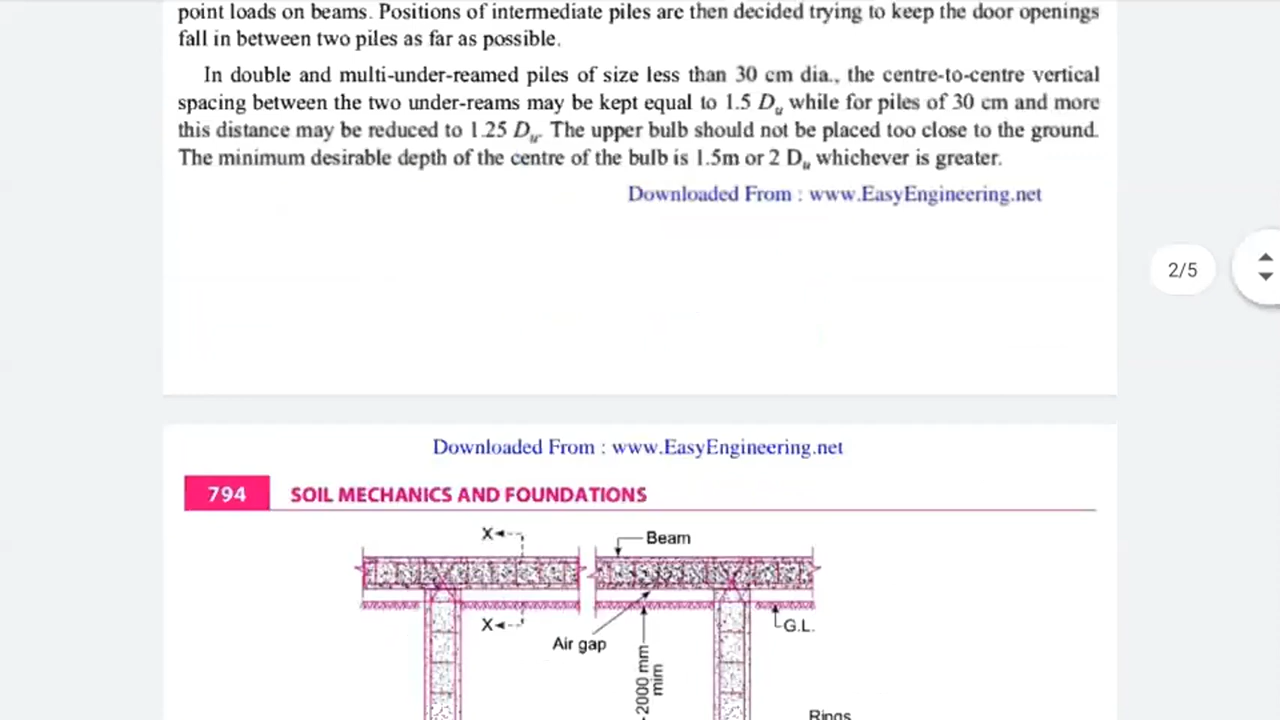 point loads on beams. Positions of intermediate piles are then decided trying to keep the door openings
fall in between two piles as far as possible.
In double and multi-under-reamed piles of size less than 30 cm dia., the centre-to-centre vertical
spacing between the two under-reams may be kept equal to 1.5 Du while for piles of 30 cm and more
this distance may be reduced to 1.25 Du. The upper bulb should not be placed too close to the ground.
The minimum desirable depth of the centre of the bulb is 1.5m or 2 Du whichever is greater.
Downloaded From : www.EasyEngineering.net
2/5
Downloaded From : www.EasyEngineering.net
794 SOIL MECHANICS AND FOUNDATIONS
X
Beam
X
Air gap
G.L.
2000 mm
mim
Rings